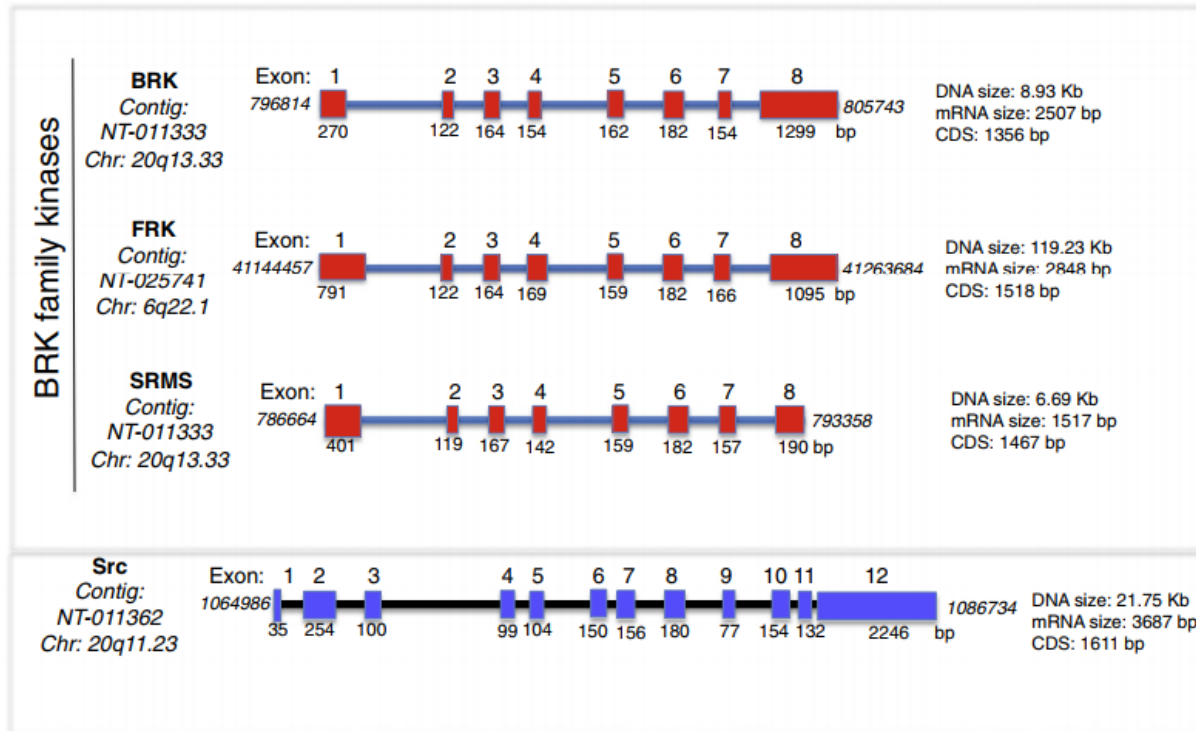 BRK family kinases
BRK
Contig:
NT-011333
Chr: 20q13.33
Exon: 1 2 3 4 5 6 7 8
796814 805743
270 122 164 154 162 182 154 1299 bp
DNA size: 8.93 Kb
mRNA size: 2507 bp
CDS: 1356 bp
FRK
Contig:
NT-025741
Chr: 6q22.1
Exon: 1 2 3 4 5 6 7 8
41144457 41263684
791 122 164 169 159 182 166 1095 bp
DNA size: 119.23 Kb
mRNA size: 2848 bp
CDS: 1518 bp
SRMS
Contig:
NT-011333
Chr: 20q13.33
Exon: 1 2 3 4 5 6 7 8
786664 793358
401 119 167 142 159 182 157 190 bp
DNA size: 6.69 Kb
mRNA size: 1517 bp
CDS: 1467 bp
Src
Contig:
NT-011362
Chr: 20q11.23
Exon: 1 2 3 4 5 6 7 8 9 10 11 12
1064986 1086734
35 254 100 99 104 150 156 180 77 154 132 2246 bp
DNA size: 21.75 Kb
mRNA size: 3687 bp
CDS: 1611 bp